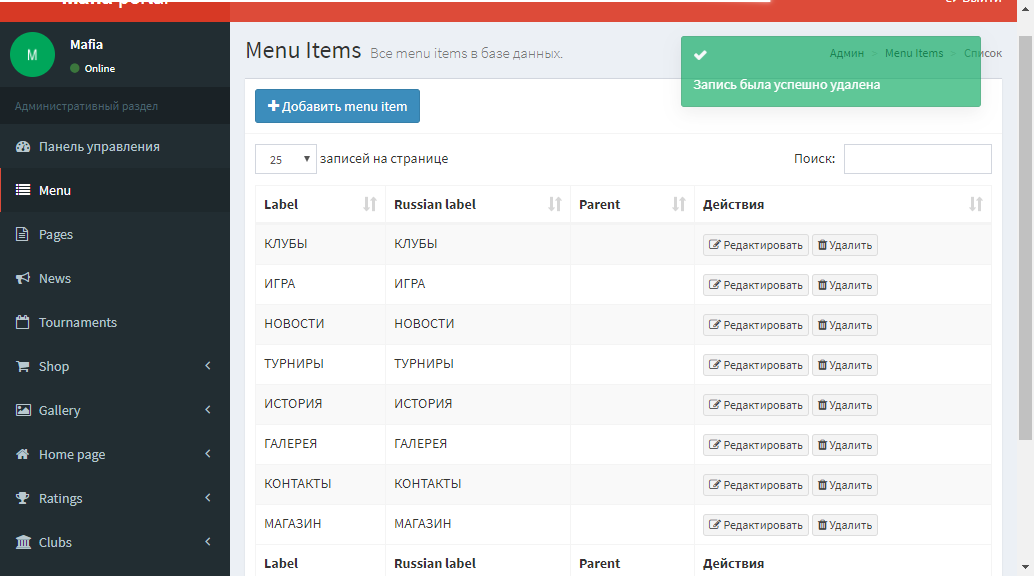 M
Mafia
Online
Административный раздел
Панель управления
Menu
Pages
News
Tournaments
Shop
Gallery
Home page
Ratings
Clubs
Menu Items Все menu items в базе данных.
Админ > Menu Items > Список
Запись была успешно удалена
Добавить menu item
25 записей на странице
Поиск:
Label Russian label Parent Действия
КЛУБЫ КЛУБЫ Редактировать Удалить
ИГРА ИГРА Редактировать Удалить
НОВОСТИ НОВОСТИ Редактировать Удалить
ТУРНИРЫ ТУРНИРЫ Редактировать Удалить
ИСТОРИЯ ИСТОРИЯ Редактировать Удалить
ГАЛЕРЕЯ ГАЛЕРЕЯ Редактировать Удалить
КОНТАКТЫ КОНТАКТЫ Редактировать Удалить
МАГАЗИН МАГАЗИН Редактировать Удалить
Label Russian label Parent Действия